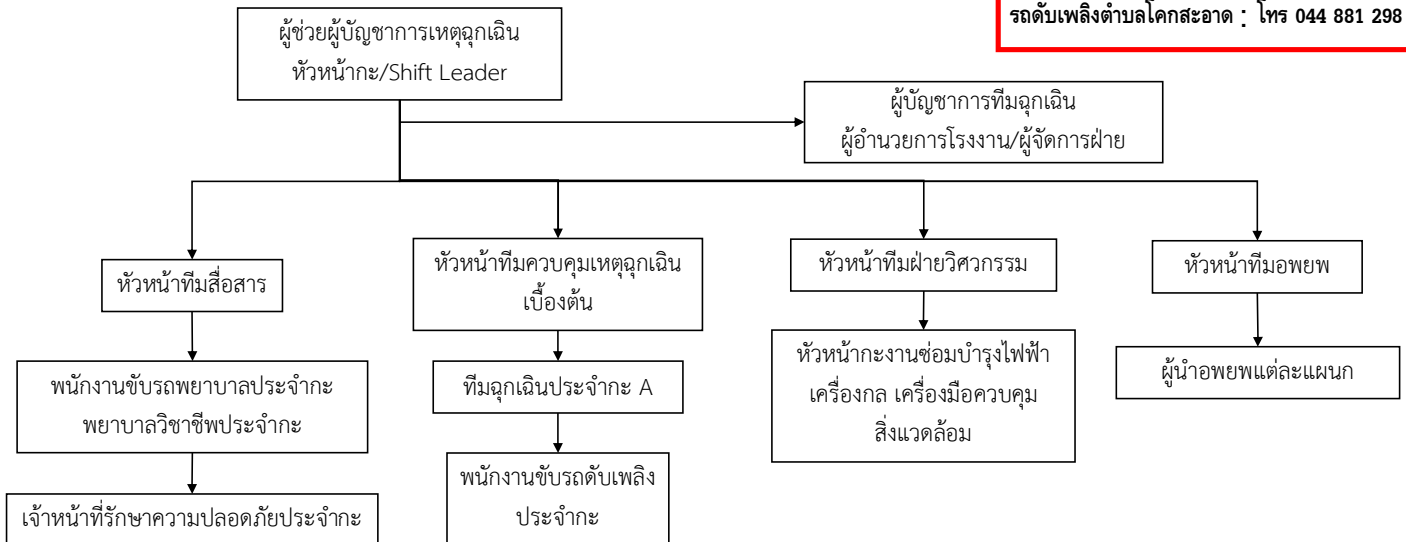 รถดับเพลิงตำบลโคกสะอาด : โทร 044 881 298
ผู้ช่วยผู้บัญชาการเหตุฉุกเฉิน
หัวหน้ากะ/Shift Leader
ผู้บัญชาการทีมฉุกเฉิน
ผู้อำนวยการโรงงาน/ผู้จัดการฝ่าย
หัวหน้าทีมสื่อสาร
หัวหน้าทีมควบคุมเหตุฉุกเฉิน
เบื้องต้น
หัวหน้าทีมฝ่ายวิศวกรรม
หัวหน้าทีมอพยพ
พนักงานขับรถพยาบาลประจำกะ
พยาบาลวิชาชีพประจำกะ
ทีมฉุกเฉินประจำกะ A
หัวหน้ากะงานซ่อมบำรุงไฟฟ้า
เครื่องกล เครื่องมือควบคุม
สิ่งแวดล้อม
ผู้นำอพยพแต่ละแผนก
เจ้าหน้าที่รักษาความปลอดภัยประจำกะ
พนักงานขับรถดับเพลิง
ประจำกะ